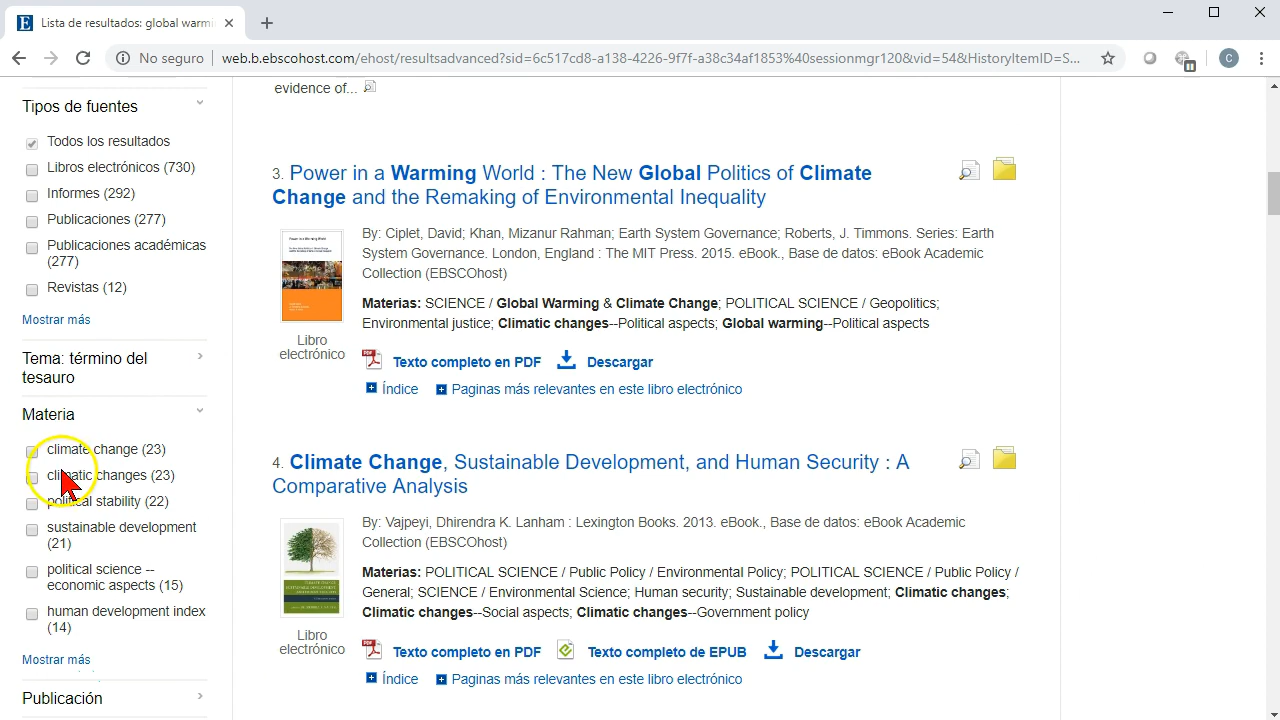 Lista de resultados: global warmi
No seguro
web.b.ebscohost.com/ehost/resultsadvanced?sid=6c517cd8-a138-4226-9f7f-a38c34af1853%40sessionmgr120&vid=54&HistoryItemID=S...
C
Tipos de fuentes
Todos los resultados
Libros electrónicos (730)
Informes (292)
Publicaciones (277)
Publicaciones académicas
(277)
Revistas (12)
Mostrar más
Tema: término del
tesauro
Materia
climate change (23)
climatic changes (23)
political stability (22)
sustainable development
(21)
political science --
economic aspects (15)
human development index
(14)
Mostrar más
Publicación
evidence of...
3. Power in a Warming World : The New Global Politics of Climate
Change and the Remaking of Environmental Inequality
By: Ciplet, David; Khan, Mizanur Rahman; Earth System Governance; Roberts, J. Timmons. Series: Earth
System Governance. London, England : The MIT Press. 2015. eBook., Base de datos: eBook Academic
Collection (EBSCOhost)
Materias: SCIENCE / Global Warming & Climate Change; POLITICAL SCIENCE / Geopolitics;
Environmental justice; Climatic changes--Political aspects; Global warming--Political aspects
Libro
electrónico
Texto completo en PDF
Descargar
Índice
Paginas más relevantes en este libro electrónico
4. Climate Change, Sustainable Development, and Human Security : A
Comparative Analysis
By: Vajpeyi, Dhirendra K. Lanham : Lexington Books. 2013. eBook., Base de datos: eBook Academic
Collection (EBSCOhost)
Materias: POLITICAL SCIENCE / Public Policy / Environmental Policy; POLITICAL SCIENCE / Public Policy /
General; SCIENCE / Environmental Science; Human security; Sustainable development; Climatic changes;
Climatic changes--Social aspects; Climatic changes--Government policy
Libro
electrónico
Texto completo en PDF
Texto completo de EPUB
Descargar
Índice
Paginas más relevantes en este libro electrónico